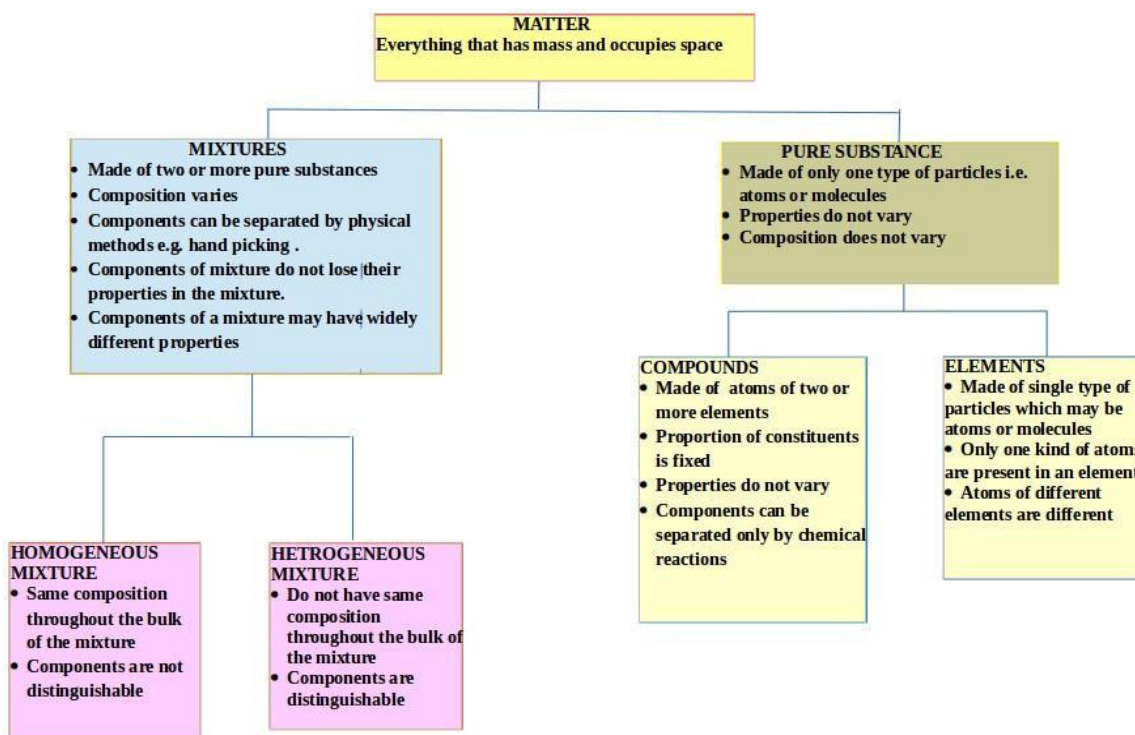 MATTER
Everything that has mass and occupies space
MIXTURES
• Made of two or more pure substances
• Composition varies
• Components can be separated by physical
methods e.g. hand picking .
• Components of mixture do not lose their
properties in the mixture.
• Components of a mixture may have widely
different properties
PURE SUBSTANCE
• Made of only one type of particles i.e.
atoms or molecules
• Properties do not vary
• Composition does not vary
COMPOUNDS
• Made of atoms of two or
more elements
• Proportion of constituents
is fixed
• Properties do not vary
• Components can be
separated only by chemical
reactions
ELEMENTS
• Made of single type of
particles which may be
atoms or molecules
• Only one kind of atoms
are present in an element
• Atoms of different
elements are different
HOMOGENEOUS
MIXTURE
• Same composition
throughout the bulk
of the mixture
• Components are not
distinguishable
HETROGENEOUS
MIXTURE
• Do not have same
composition
throughout the bulk of
the mixture
• Components are
distinguishable